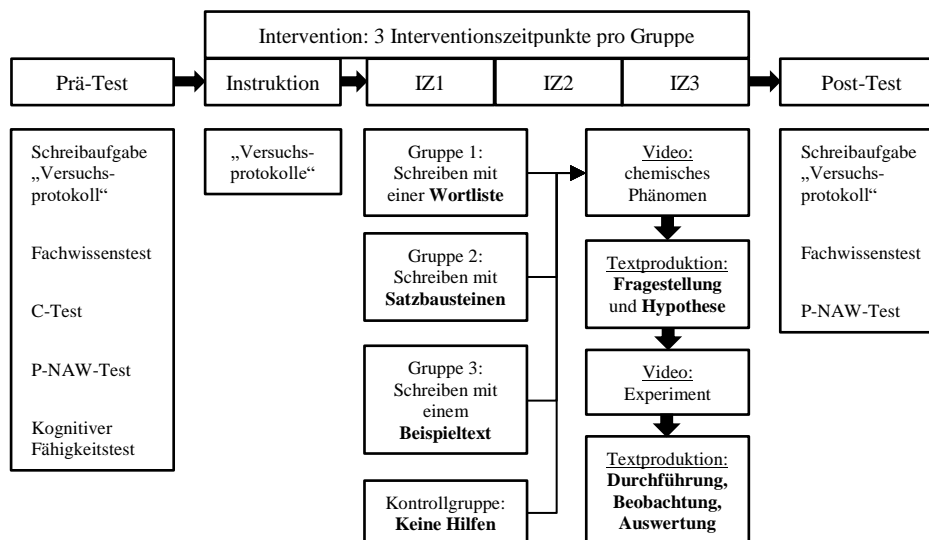 Intervention: 3 Interventionszeitpunkte pro Gruppe
Prä-Test
Instruktion
IZ1
IZ2
IZ3
Post-Test
Schreibaufgabe
„Versuchs-
protokoll“
Fachwissenstest
C-Test
P-NAW-Test
Kognitiver
Fähigkeitstest
„Versuchs-
protokolle“
Gruppe 1:
Schreiben mit
einer Wortliste
Gruppe 2:
Schreiben mit
Satzbausteinen
Gruppe 3:
Schreiben mit
einem
Beispieltext
Kontrollgruppe:
Keine Hilfen
Video:
chemisches
Phänomen
Textproduktion:
Fragestellung
und Hypothese
Video:
Experiment
Textproduktion:
Durchführung,
Beobachtung,
Auswertung
Schreibaufgabe
„Versuchs-
protokoll“
Fachwissenstest
P-NAW-Test